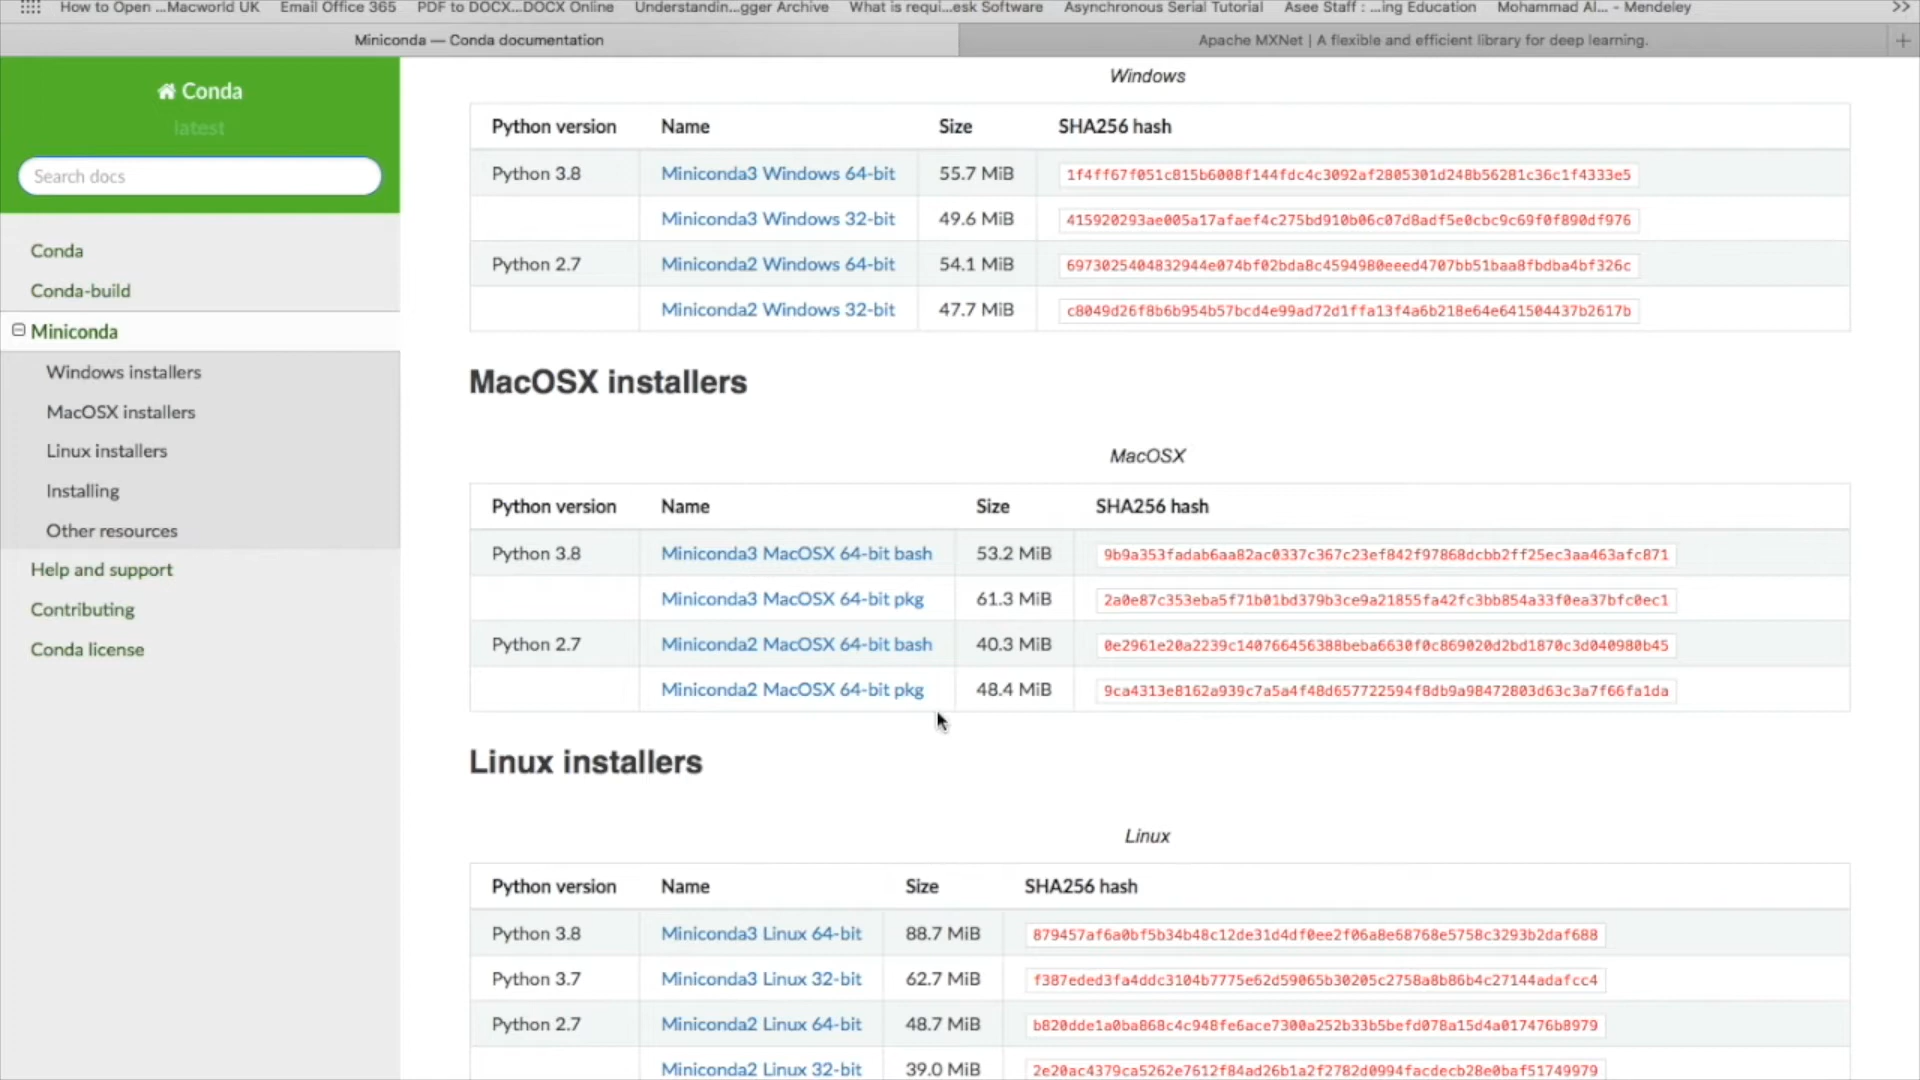 How to Open ...Macworld UK Email Office 365 PDF to DOCX...DOCX Online Understandin...gger Archive What is requi...esk Software Asynchronous Serial Tutorial Asee Staff : ...ing Education Mohammad Al... - Mendeley >>
Miniconda — Conda documentation Apache MXNet | A flexible and efficient library for deep learning. +
Conda
latest
Search docs
Conda
Conda-build
Miniconda
Windows installers
MacOSX installers
Linux installers
Installing
Other resources
Help and support
Contributing
Conda license
Windows
Python version Name Size SHA256 hash
Python 3.8 Miniconda3 Windows 64-bit 55.7 MiB 1f4ff67f051c815b6008f144fdc4c3092af2805301d248b56281c36c1f4333e5
Miniconda3 Windows 32-bit 49.6 MiB 415920293ae005a17afaef4c275bd910b06c07d8adf5e0cbc9c69f0f890df976
Python 2.7 Miniconda2 Windows 64-bit 54.1 MiB 6973025404832944e074bf02bda8c4594980eeed4707bb51baa8fbdba4bf326c
Miniconda2 Windows 32-bit 47.7 MiB c8049d26f8b6b954b57bcd4e99ad72d1ffa13f4a6b218e64e641504437b2617b
MacOSX installers
MacOSX
Python version Name Size SHA256 hash
Python 3.8 Miniconda3 MacOSX 64-bit bash 53.2 MiB 9b9a353fadab6aa82ac0337c367c23ef842f97868dcbb2ff25ec3aa463afc871
Miniconda3 MacOSX 64-bit pkg 61.3 MiB 2a0e87c353eba5f71b01bd379b3ce9a21855fa42fc3bb854a33f0ea37bfc0ec1
Python 2.7 Miniconda2 MacOSX 64-bit bash 40.3 MiB 0e2961e20a2239c140766456388beba6630f0c869020d2bd1870c3d040980b45
Miniconda2 MacOSX 64-bit pkg 48.4 MiB 9ca4313e8162a939c7a5a4f48d657722594f8db9a98472803d63c3a7f66fa1da
Linux installers
Linux
Python version Name Size SHA256 hash
Python 3.8 Miniconda3 Linux 64-bit 88.7 MiB 879457af6a0bf5b34b48c12de31d4df0ee2f06a8e68768e5758c3293b2daf688
Python 3.7 Miniconda3 Linux 32-bit 62.7 MiB f387eded3fa4ddc3104b7775e62d59065b30205c2758a8b86b4c27144adafcc4
Python 2.7 Miniconda2 Linux 64-bit 48.7 MiB b820dde1a0ba868c4c948fe6ace7300a252b33b5befd078a15d4a017476b8979
Miniconda2 Linux 32-bit 39.0 MiB 2e20ac4379ca5262e7612f84ad26b1a2f2782d0994facdecb28e0baf51749979